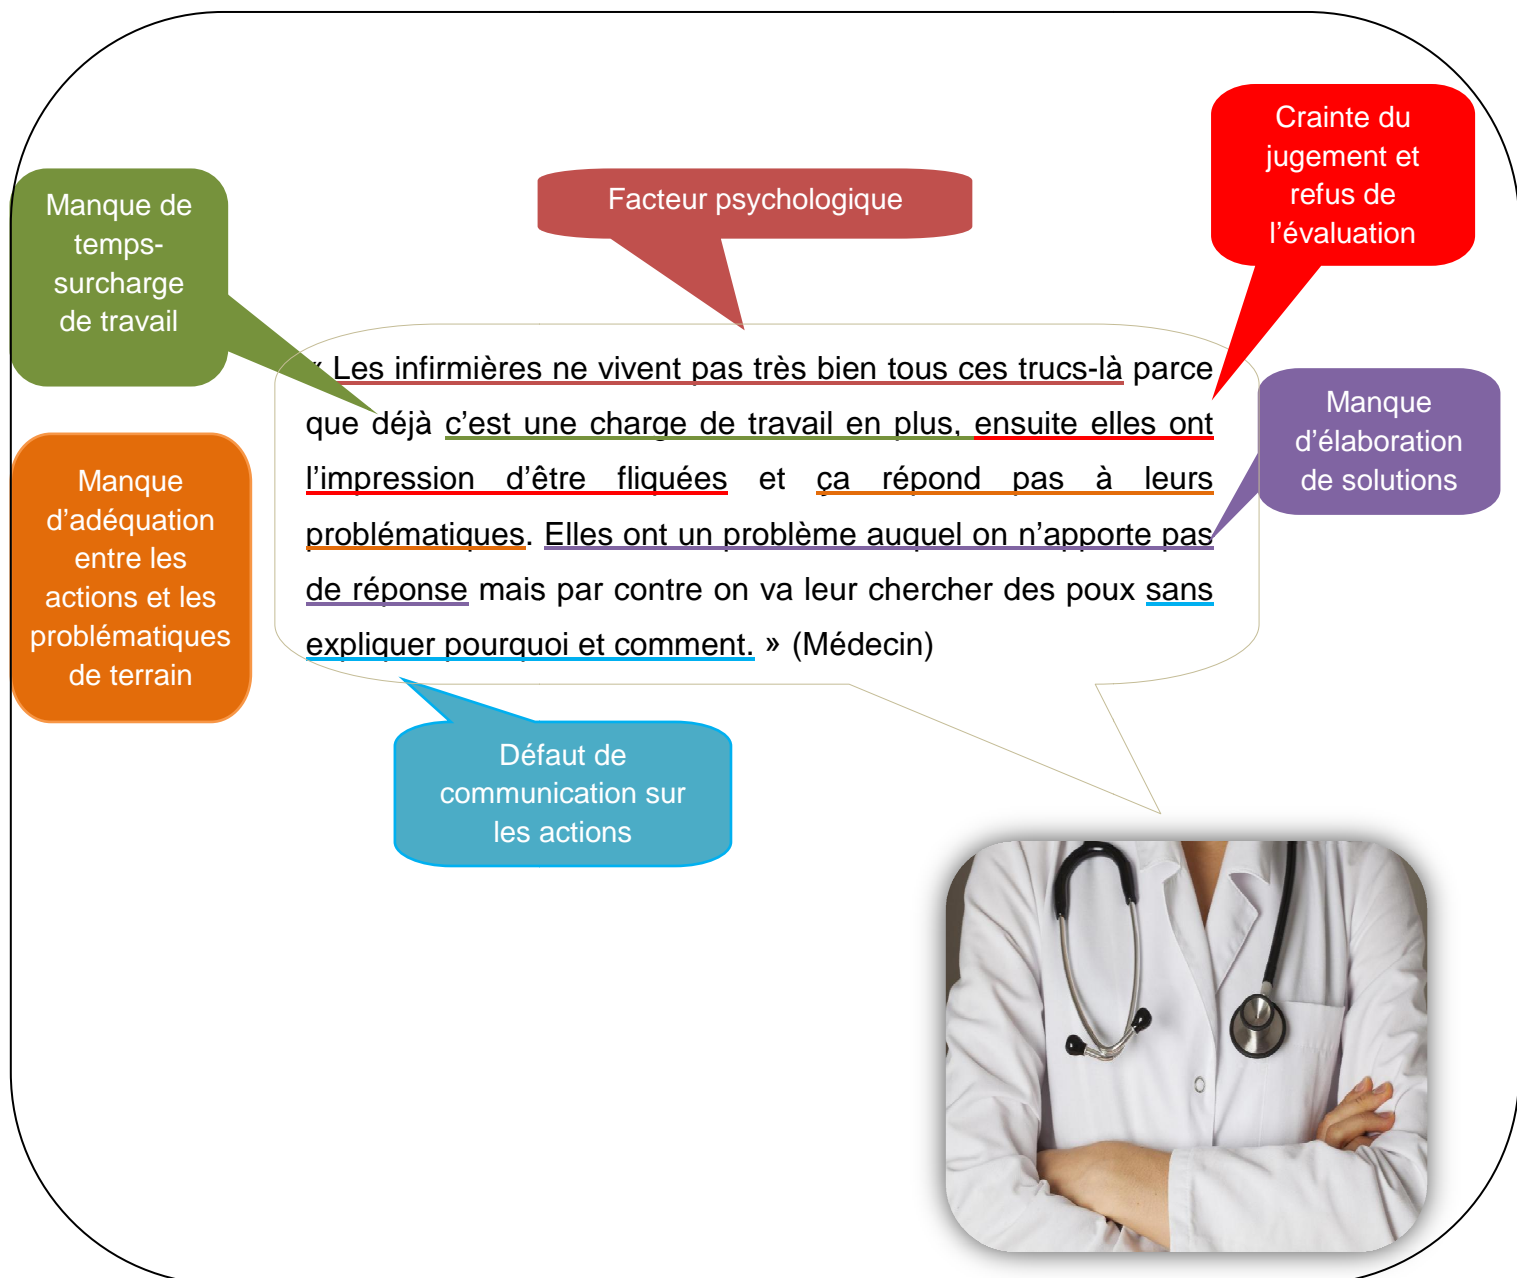 Crainte du
jugement et
refus de
l’évaluation
Facteur psychologique
Manque de
temps-
surcharge
de travail
« Les infirmières ne vivent pas très bien tous ces trucs-là parce
que déjà c’est une charge de travail en plus, ensuite elles ont
l’impression d’être fliquées et ça répond pas à leurs
problématiques. Elles ont un problème auquel on n’apporte pas
de réponse mais par contre on va leur chercher des poux sans
expliquer pourquoi et comment. » (Médecin)
Manque
d’élaboration
de solutions
Manque
d’adéquation
entre les
actions et les
problématiques
de terrain
Défaut de
communication sur
les actions